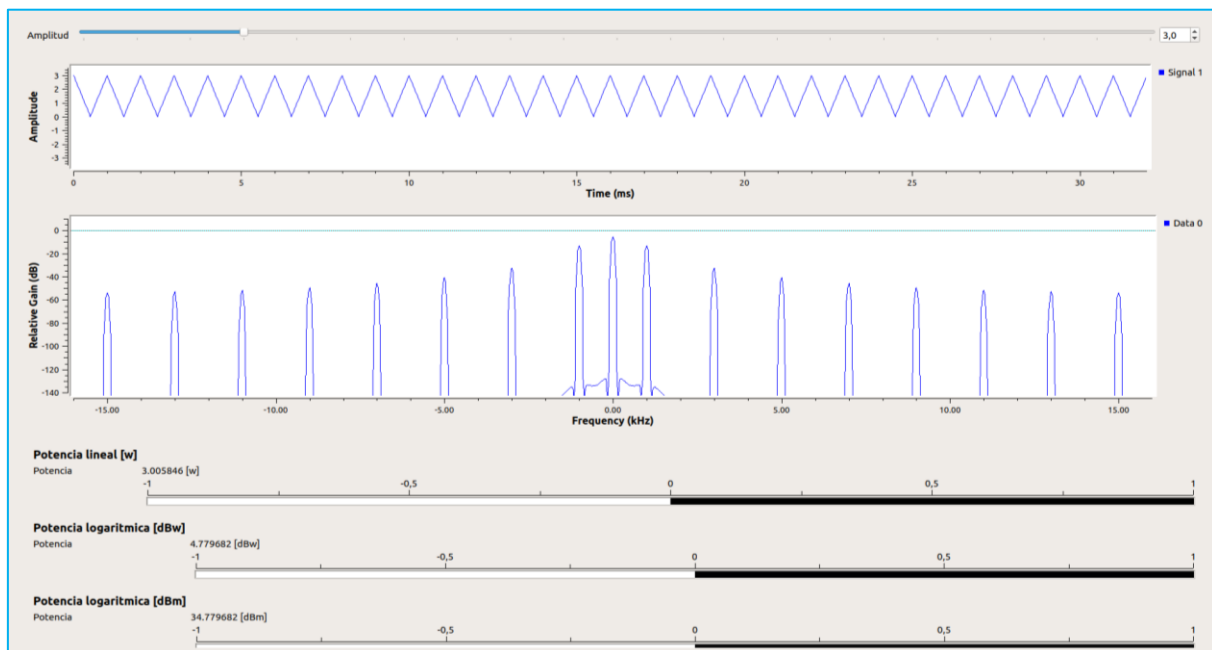 Amplitud
3,0
Signal 1
Amplitude
3
2
1
0
-1
-2
-3
0 5 10 15 20 25 30
Time (ms)
Data 0
Relative Gain (dB)
0
-20
-40
-60
-80
-100
-120
-140
-15.00 -10.00 -5.00 0.00 5.00 10.00 15.00
Frequency (kHz)
Potencia lineal [w]
Potencia 3.005846 [w]
-1 -0,5 0 0,5 1
Potencia logaritmica [dBw]
Potencia 4.779682 [dBw]
-1 -0,5 0 0,5 1
Potencia logaritmica [dBm]
Potencia 34.779682 [dBm]
-1 -0,5 0 0,5 1